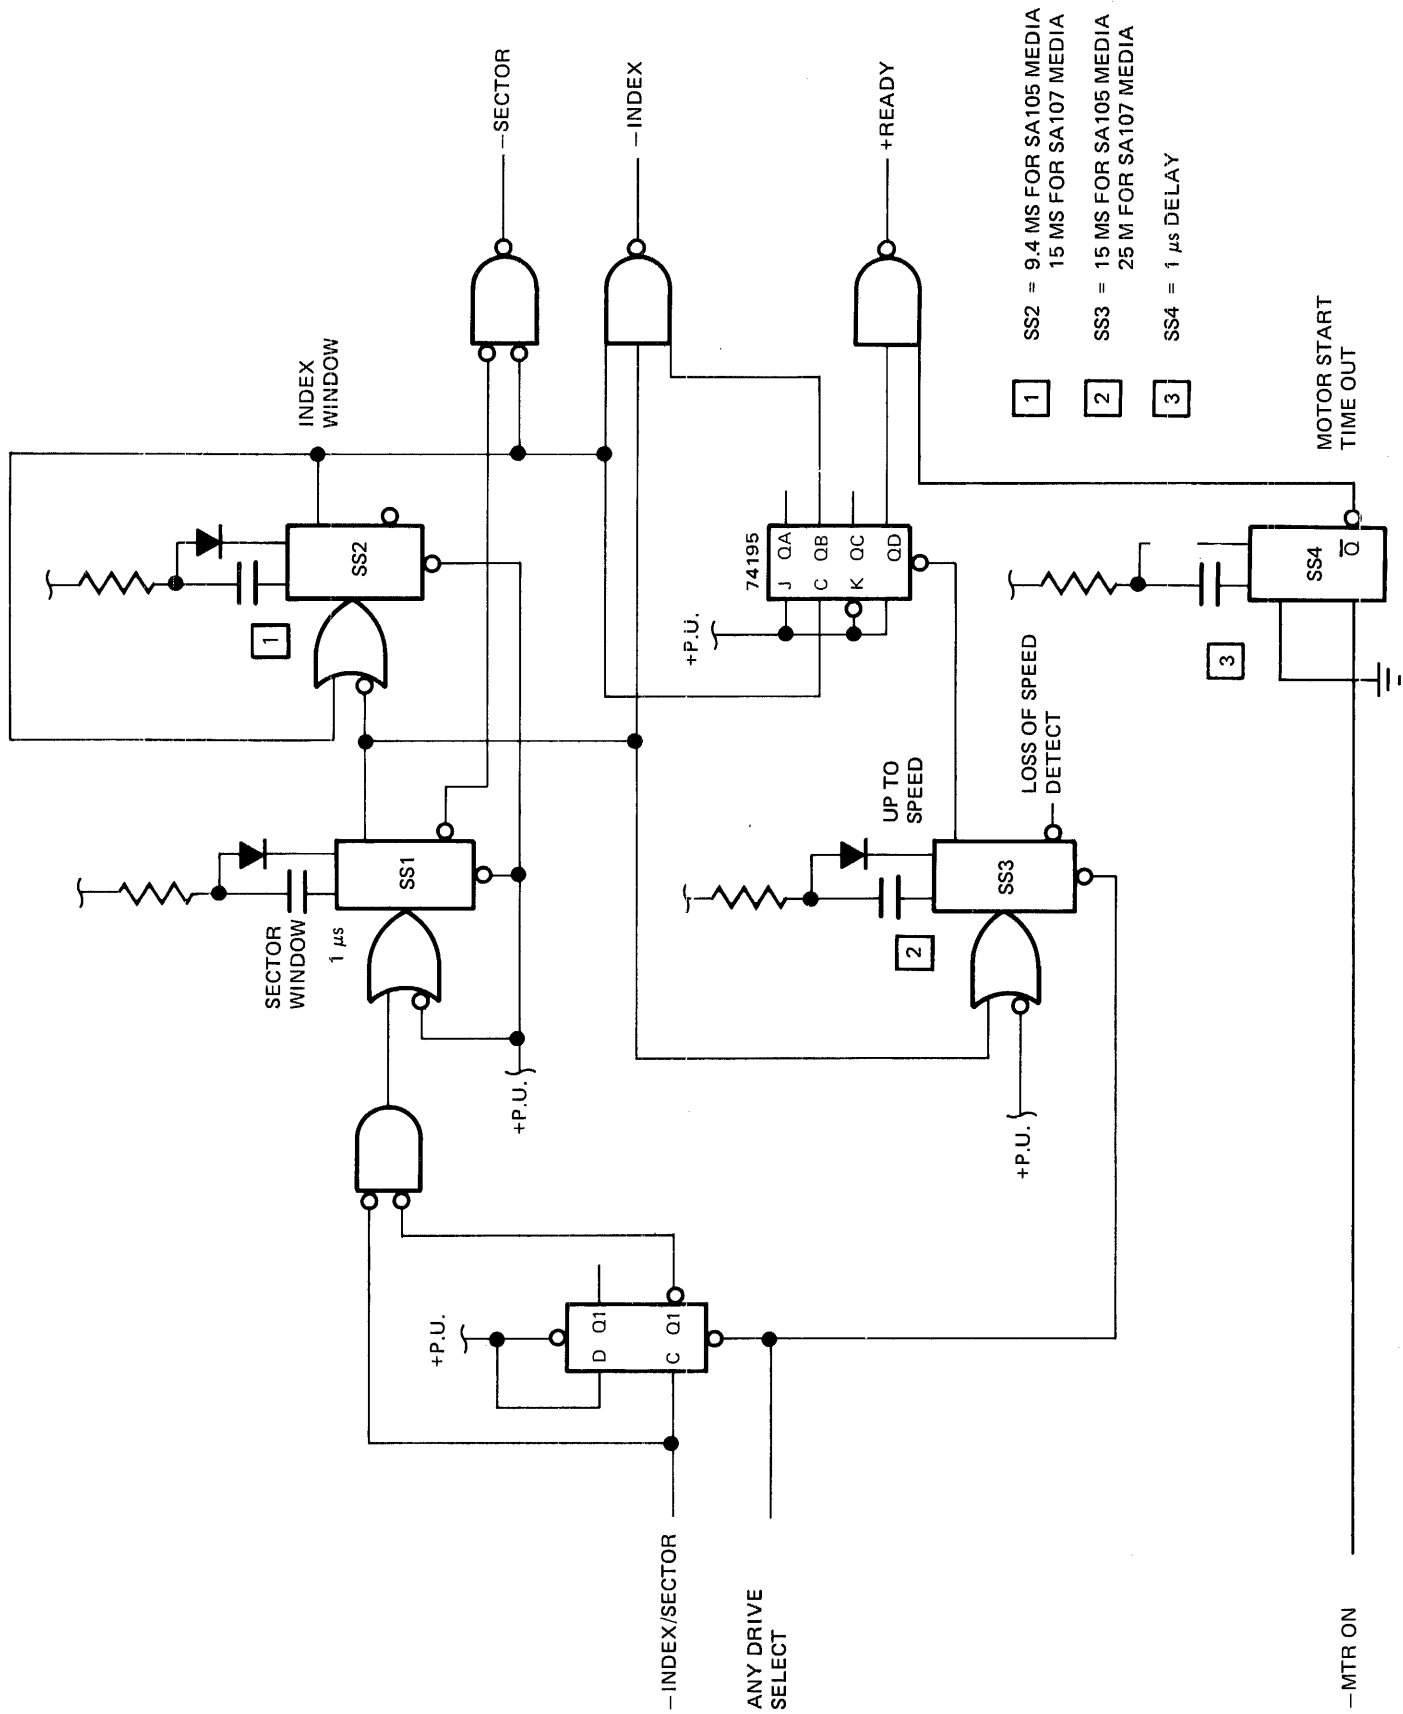 INDEX
WINDOW
—SECTOR
—INDEX
+READY
SS2
1
SECTOR
WINDOW
1 µs
SS1
+P.U.
74195
J QA
C QB
K QC
QD
+P.U.
UP TO
SPEED
SS3
2
LOSS OF SPEED
DETECT
+P.U.
+P.U.
D Q1
C Q1
—INDEX/SECTOR
ANY DRIVE
SELECT
—MTR ON
SS4
Q
3
MOTOR START
TIME OUT
1 SS2 = 9.4 MS FOR SA105 MEDIA
15 MS FOR SA107 MEDIA
2 SS3 = 15 MS FOR SA105 MEDIA
25 M FOR SA107 MEDIA
3 SS4 = 1 µs DELAY